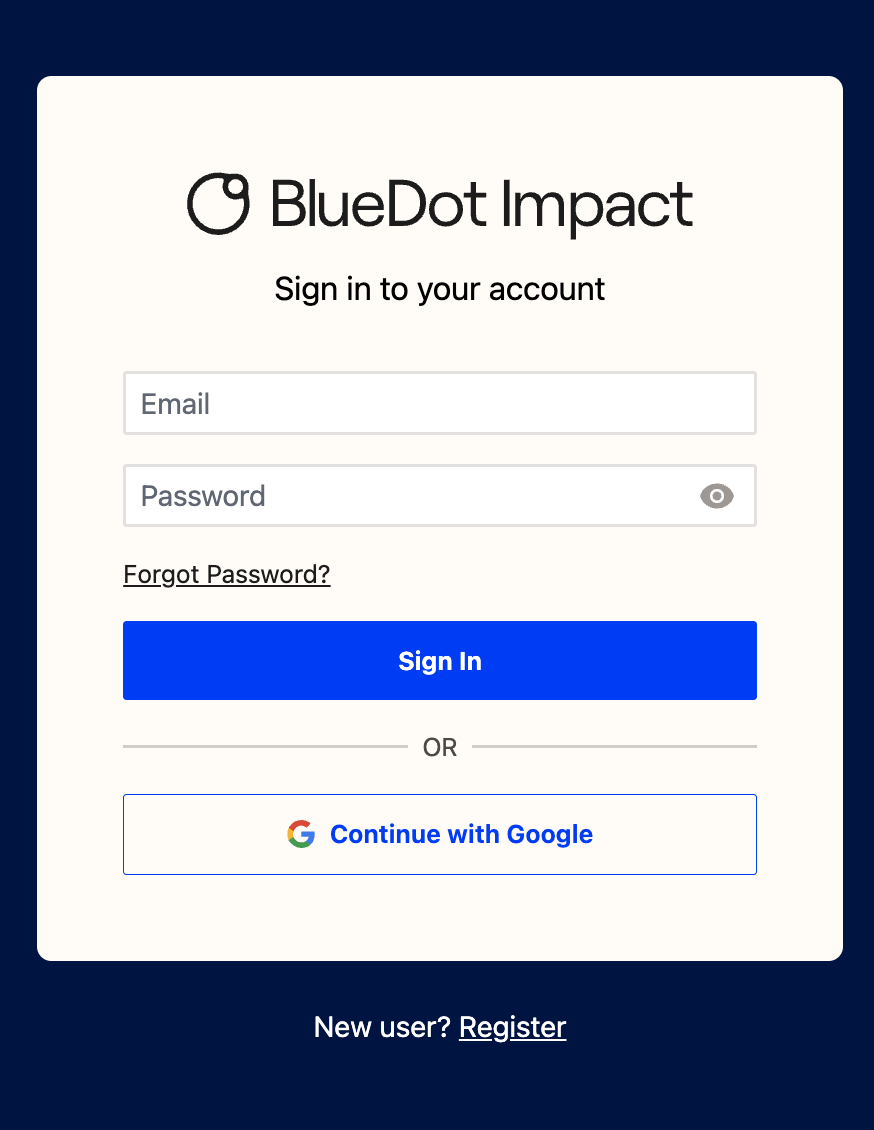 BlueDot Impact
Sign in to your account
Email
Password
Forgot Password?
Sign In
OR
Continue with Google
New user? Register